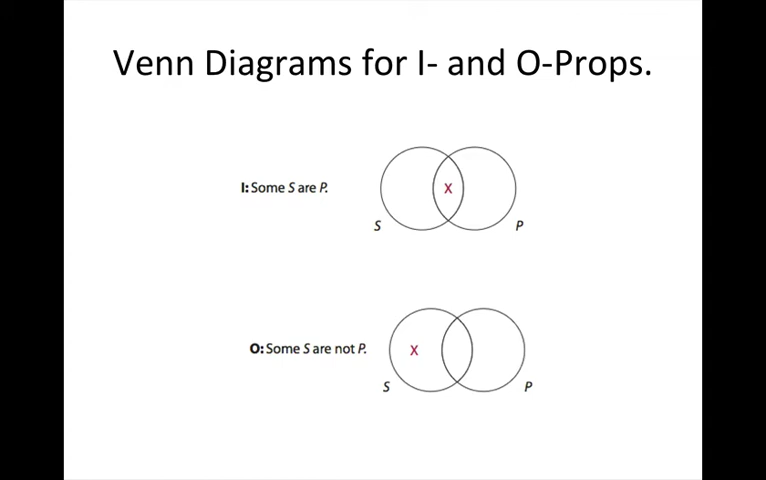 Venn Diagrams for I- and O-Props.
I: Some S are P.
X
S
P
O: Some S are not P.
X
S
P